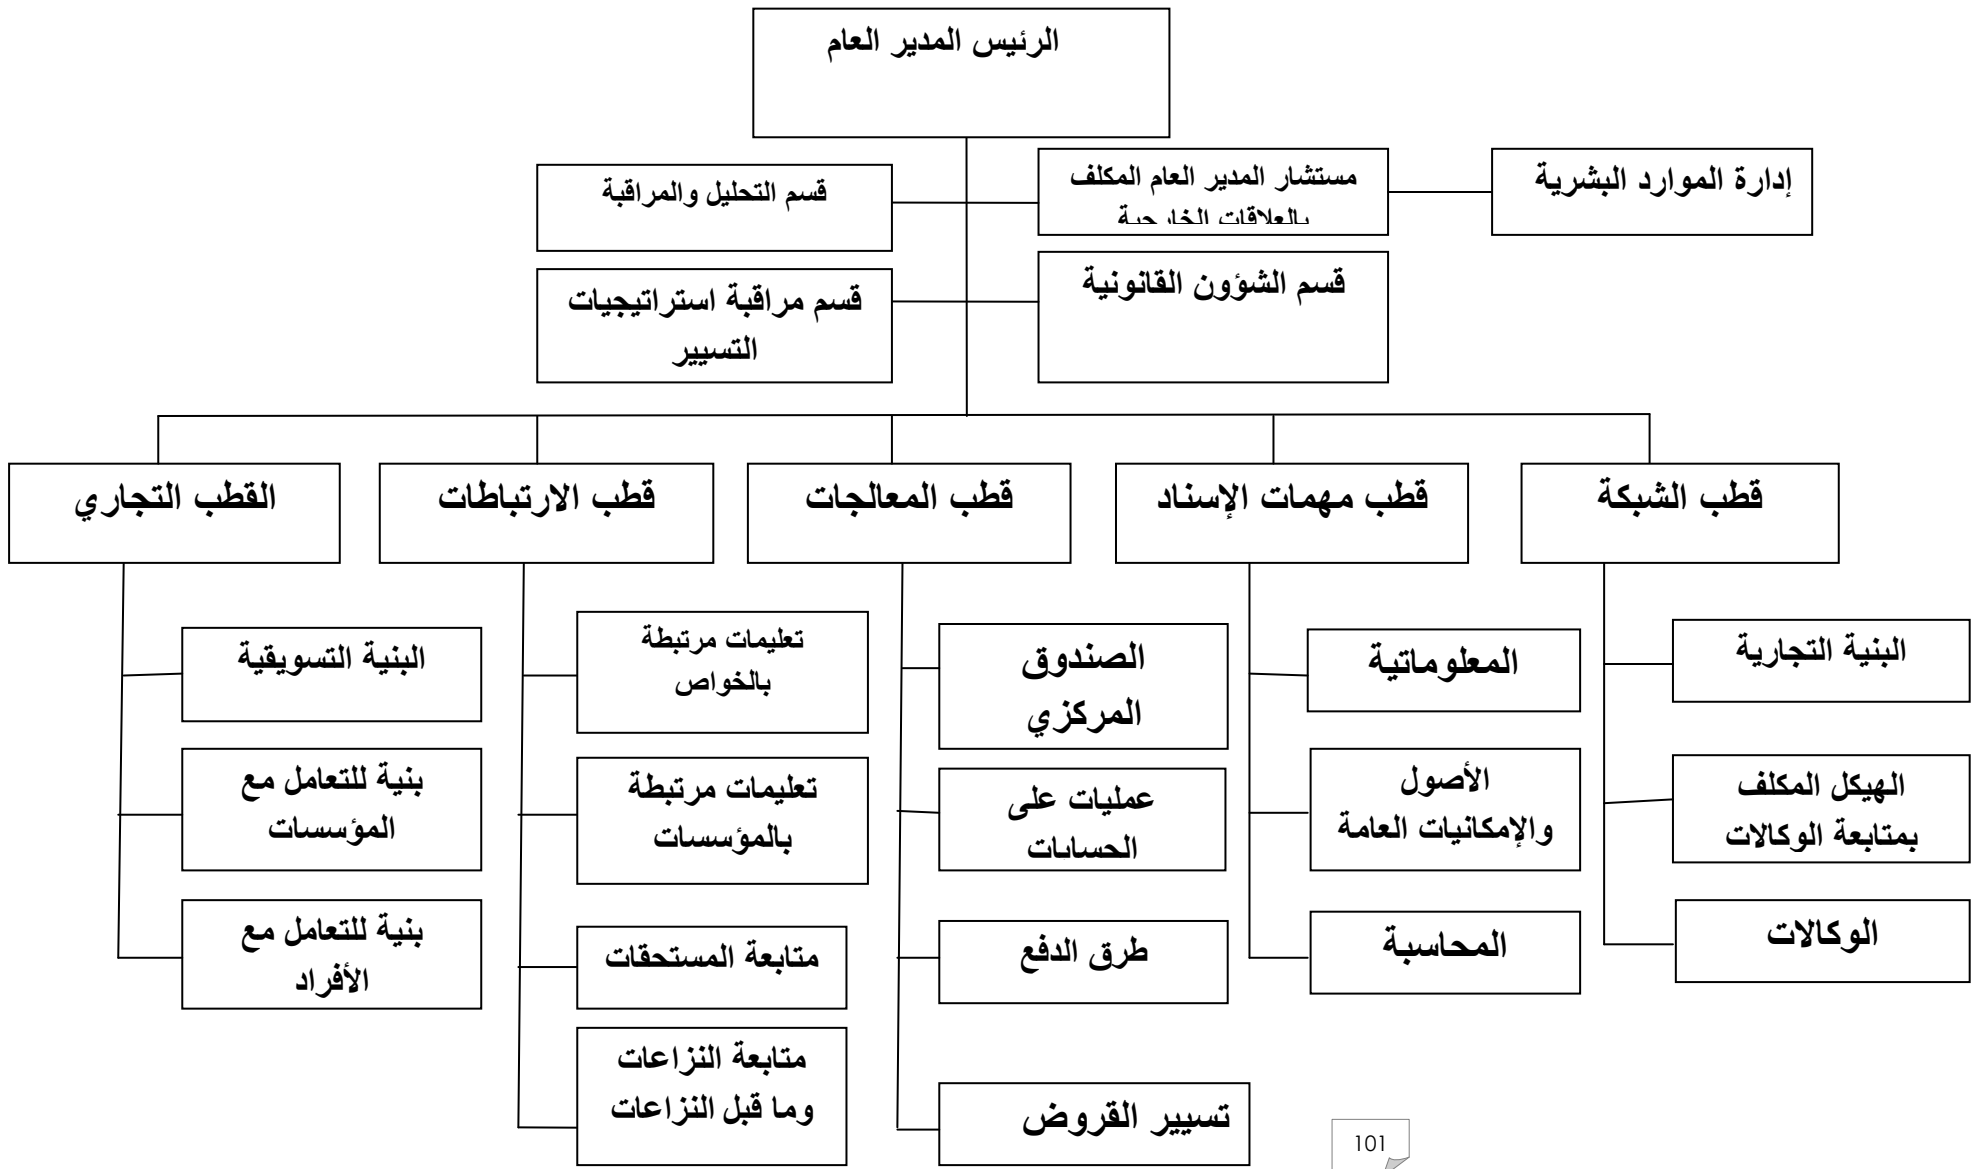 الرئيس المدير العام
إدارة الموارد البشرية
مستشار المدير العام المكلف
بالعلاقات الخارجية
قسم التحليل والمراقبة
قسم الشؤون القانونية
قسم مراقبة استراتيجيات
التسيير
قطب الشبكة
قطب مهمات الإسناد
قطب المعالجات
قطب الارتباطات
القطب التجاري
البنية التجارية
الهيكل المكلف
بمتابعة الوكالات
الوكالات
المعلوماتية
الأصول
والإمكانيات العامة
المحاسبة
الصندوق
المركزي
عمليات على
الحسابات
طرق الدفع
تسيير القروض
تعليمات مرتبطة
بالخواص
تعليمات مرتبطة
بالمؤسسات
متابعة المستحقات
متابعة النزاعات
وما قبل النزاعات
البنية التسويقية
بنية للتعامل مع
المؤسسات
بنية للتعامل مع
الأفراد
101